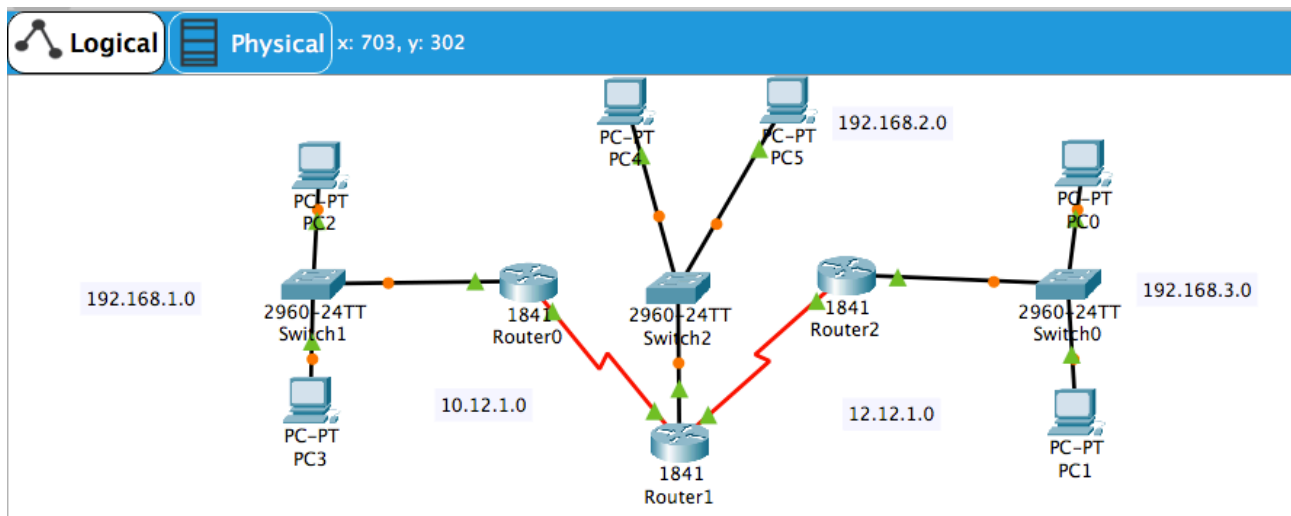 Logical
Physical
x: 703, y: 302
PC-PT
PC4
PC-PT
PC5
192.168.2.0
PC-PT
PC2
PC-PT
PC0
192.168.1.0
2960-24TT
Switch1
1841
Router0
2960-24TT
Switch2
1841
Router2
2960-24TT
Switch0
192.168.3.0
10.12.1.0
12.12.1.0
PC-PT
PC3
1841
Router1
PC-PT
PC1